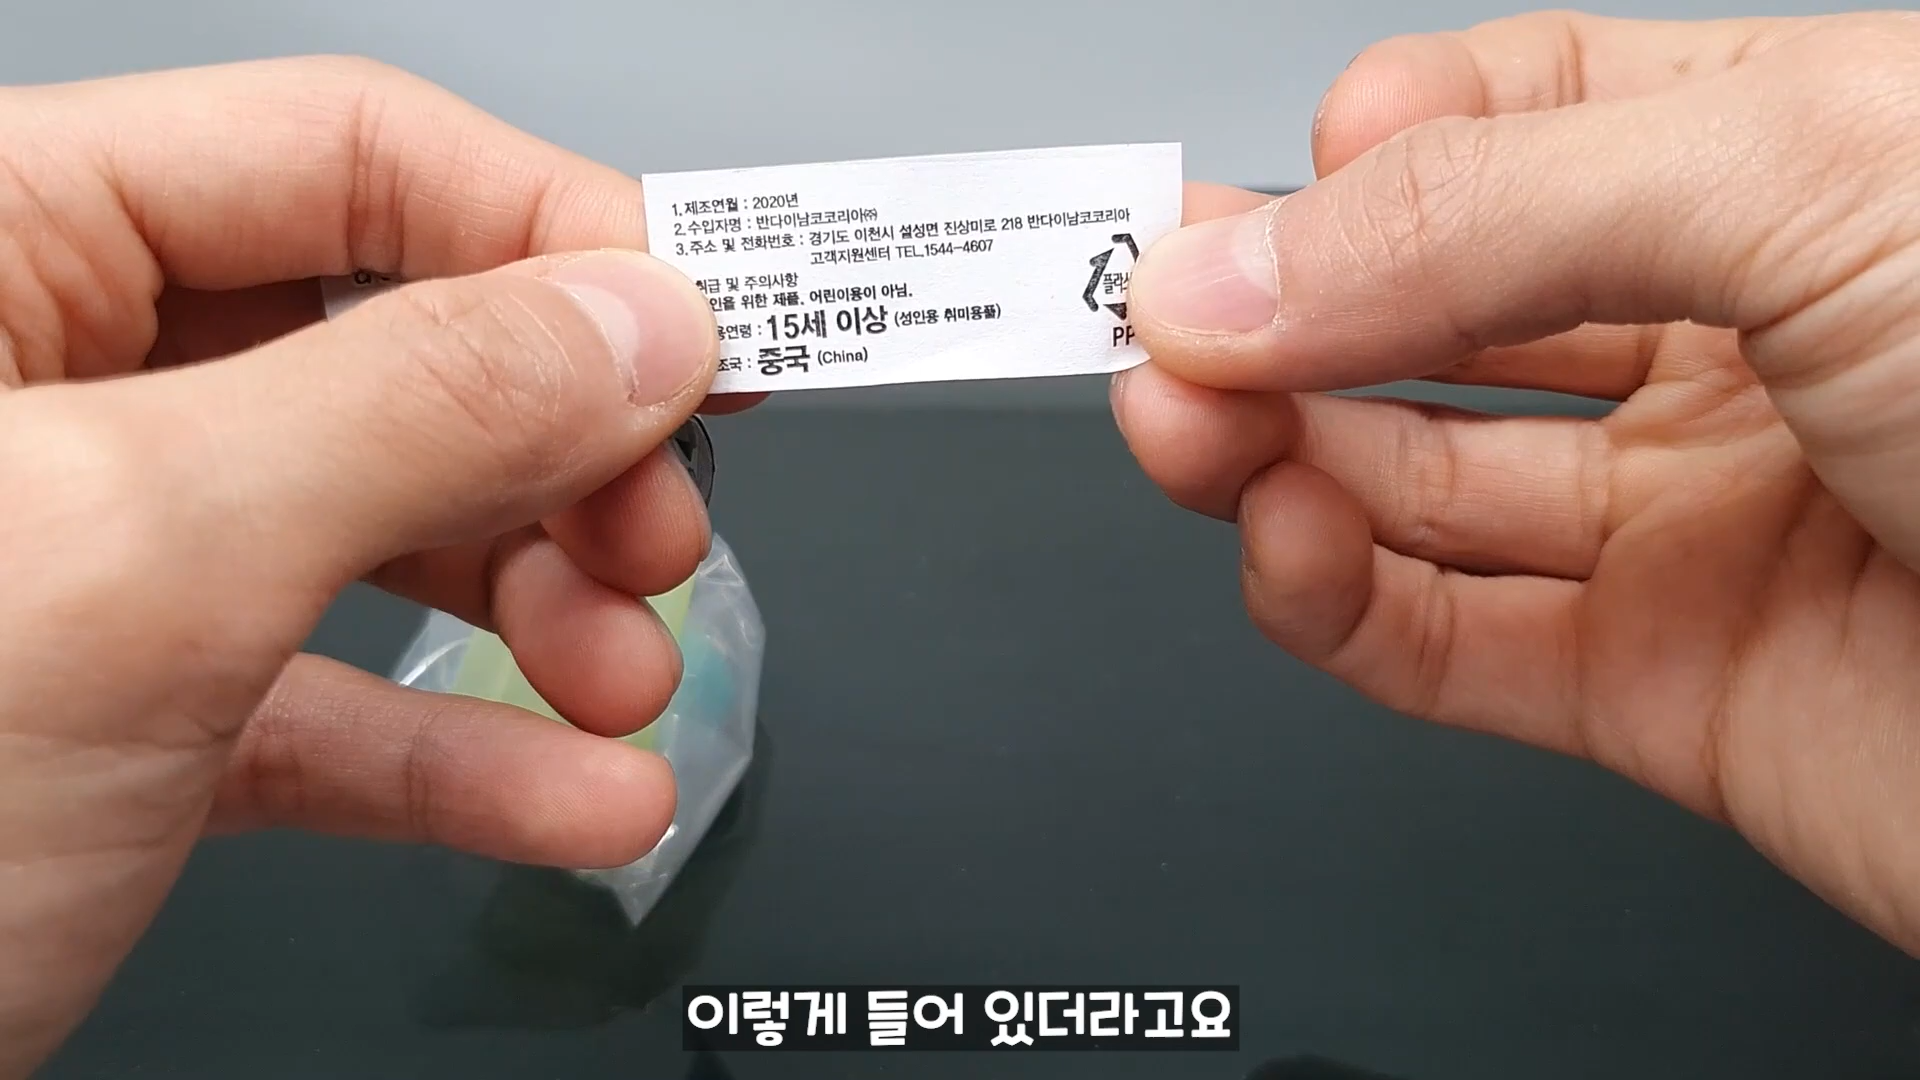 1. 제조연월 : 2020년
2. 수입자명 : 반다이남코코리아㈜
3. 주소 및 전화번호 : 경기도 이천시 설성면 진상미로 218 반다이남코코리아
고객지원센터 TEL.1544-4607
취급 및 주의사항
인을 위한 제품. 어린이용이 아님.
용연령 : 15세 이상 (성인용 취미용품)
조국 : 중국 (China)
플라스
PP
이렇게 들어 있더라고요